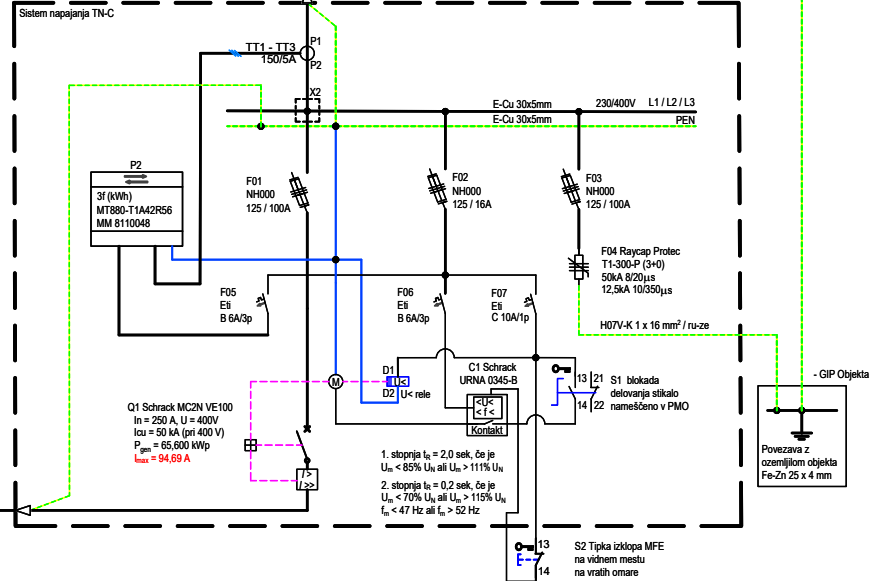 Sistem napajanja TN-C
TT1 - TT3
150/5A
P1
P2
X2
E-Cu 30x5mm
230/400V
L1 / L2 / L3
E-Cu 30x5mm
PEN
P2
3f (kWh)
MT880-T1A42R56
MM 8110048
F01
NH000
125 / 100A
F02
NH000
125 / 16A
F03
NH000
125 / 100A
F04 Raycap Protec
T1-300-P (3+0)
50kA 8/20µs
12,5kA 10/350µs
H07V-K 1 x 16 mm² / ru-ze
F05
Eti
B 6A/3p
F06
Eti
B 6A/3p
F07
Eti
C 10A/1p
- GIP Objekta
Povezava z
ozemljilom objekta
Fe-Zn 25 x 4 mm
M
D1
U<
D2
U< rele
C1 Schrack
URNA 0345-B
<U<
< f <
Kontakt
13
21
14
22
S1 blokada
delovanja stikalo
nameščeno v PMO
Q1 Schrack MC2N VE100
In = 250 A, U = 400V
Icu = 50 kA (pri 400 V)
Pgen = 65,600 kWp
Imax = 94,69 A
I >
I >>
1. stopnja tR = 2,0 sek, če je
Um < 85% UN ali Um > 111% UN
2. stopnja tR = 0,2 sek, če je
Um < 70% UN ali Um > 115% UN
fm < 47 Hz ali fm > 52 Hz
13
14
S2 Tipka izklopa MFE
na vidnem mestu
na vratih omare